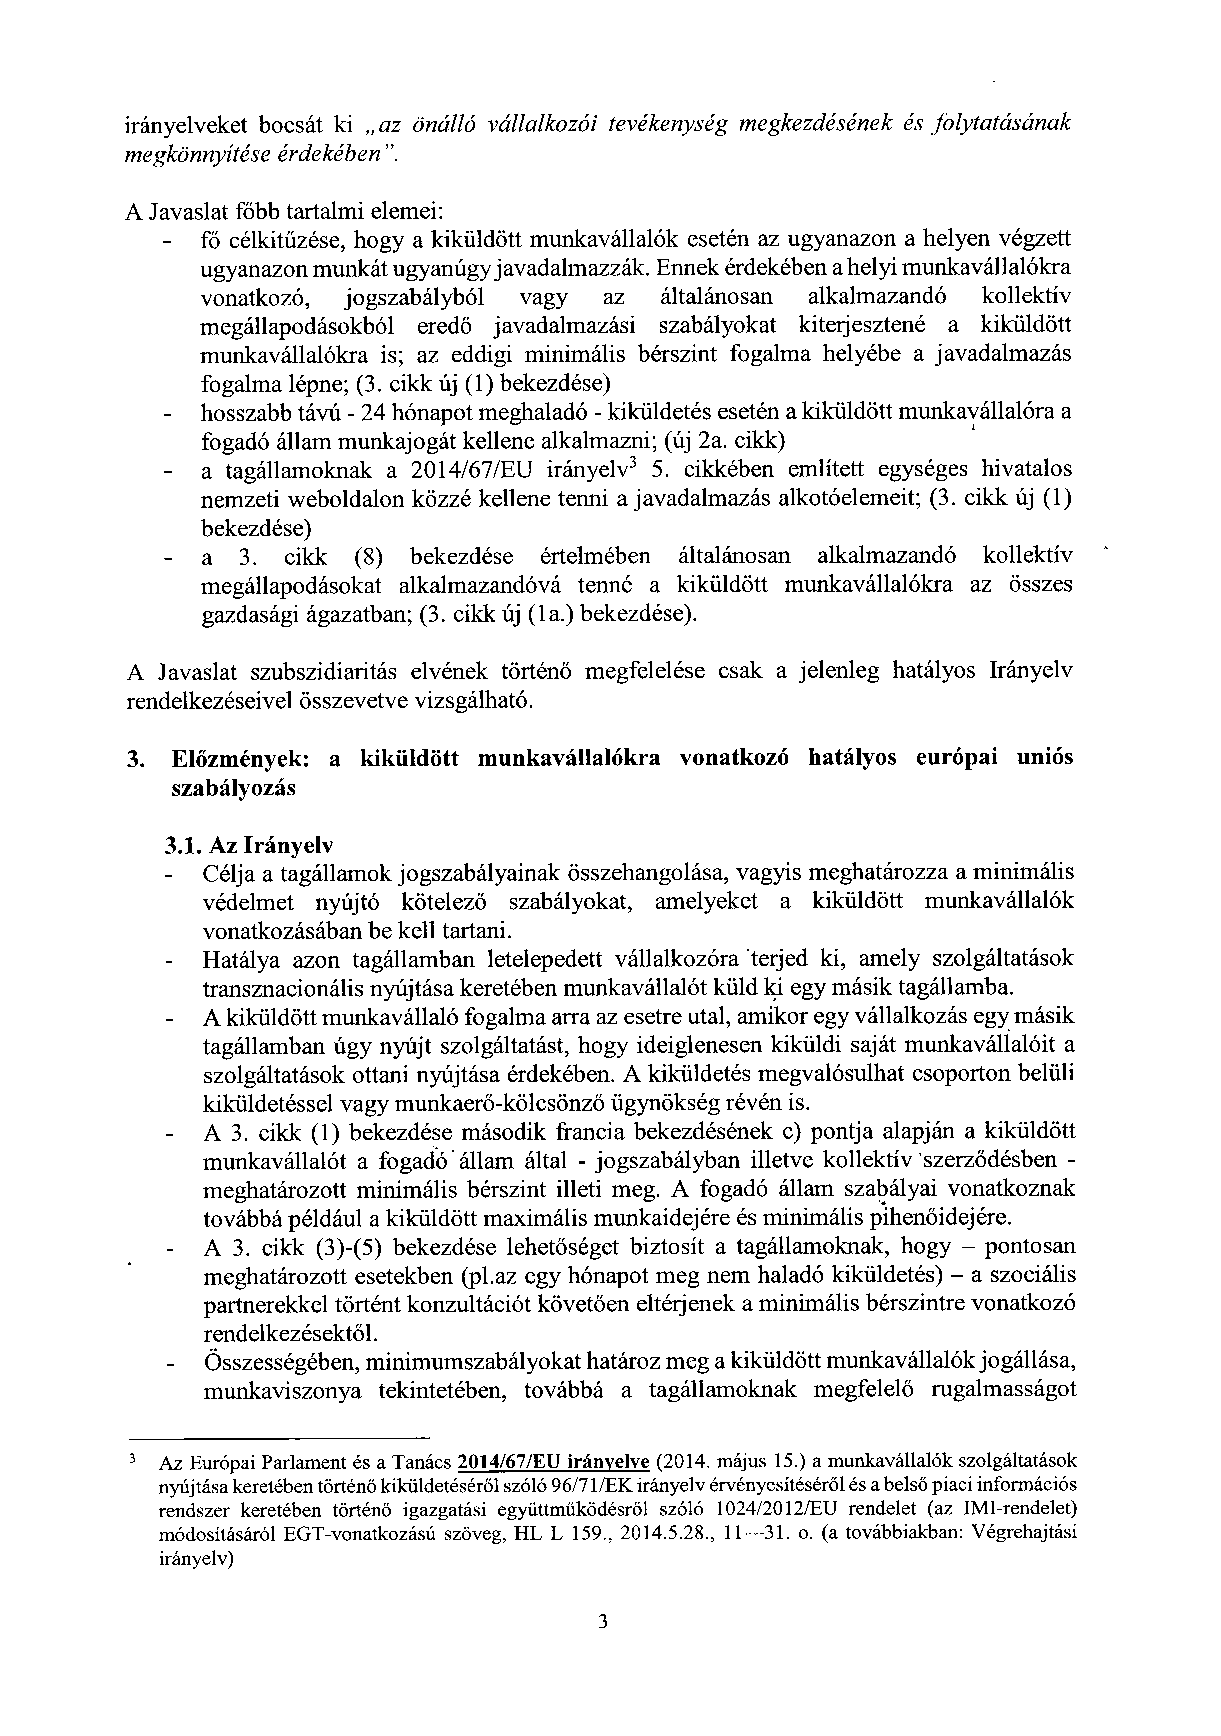 irányelveket bocsát ki „az önálló vállalkozói tevékenység megkezdésének és folytatásának
megkönnyítése érdekében”.
A Javaslat főbb tartalmi elemei:
- fő célkitűzése, hogy a kiküldött munkavállalók esetén az ugyanazon a helyen végzett
ugyanazon munkát ugyanúgy javadalmazzák. Ennek érdekében a helyi munkavállalókra
vonatkozó, jogszabályból vagy az általánosan alkalmazandó kollektív
megállapodásokból eredő javadalmazási szabályokat kiterjesztené a kiküldött
munkavállalókra is; az eddigi minimális bérszint fogalma helyébe a javadalmazás
fogalma lépne; (3. cikk új (1) bekezdése)
- hosszabb távú - 24 hónapot meghaladó - kiküldetés esetén a kiküldött munkavállalóra a
fogadó állam munkajogát kellene alkalmazni; (új 2a. cikk)
- a tagállamoknak a 2014/67/EU irányelv³ 5. cikkében említett egységes hivatalos
nemzeti weboldalon közzé kellene tenni a javadalmazás alkotóelemeit; (3. cikk új (1)
bekezdése)
- a 3. cikk (8) bekezdése értelmében általánosan alkalmazandó kollektív
megállapodásokat alkalmazandóvá tenné a kiküldött munkavállalókra az összes
gazdasági ágazatban; (3. cikk új (1a.) bekezdése).
A Javaslat szubszidiaritás elvének történő megfelelése csak a jelenleg hatályos Irányelv
rendelkezéseivel összevetve vizsgálható.
3. Előzmények: a kiküldött munkavállalókra vonatkozó hatályos európai uniós
szabályozás
3.1. Az Irányelv
- Célja a tagállamok jogszabályainak összehangolása, vagyis meghatározza a minimális
védelmet nyújtó kötelező szabályokat, amelyeket a kiküldött munkavállalók
vonatkozásában be kell tartani.
- Hatálya azon tagállamban letelepedett vállalkozóra terjed ki, amely szolgáltatások
transznacionális nyújtása keretében munkavállalót küld ki egy másik tagállamba.
- A kiküldött munkavállaló fogalma arra az esetre utal, amikor egy vállalkozás egy másik
tagállamban úgy nyújt szolgáltatást, hogy ideiglenesen kiküldi saját munkavállalóit a
szolgáltatások ottani nyújtása érdekében. A kiküldetés megvalósulhat csoporton belüli
kiküldetéssel vagy munkaerő-kölcsönző ügynökség révén is.
- A 3. cikk (1) bekezdése második francia bekezdésének c) pontja alapján a kiküldött
munkavállalót a fogadó állam által - jogszabályban illetve kollektív szerződésben -
meghatározott minimális bérszint illeti meg. A fogadó állam szabályai vonatkoznak
továbbá például a kiküldött maximális munkaidejére és minimális pihenőidejére.
- A 3. cikk (3)-(5) bekezdése lehetőséget biztosít a tagállamoknak, hogy – pontosan
meghatározott esetekben (pl.az egy hónapot meg nem haladó kiküldetés) – a szociális
partnerekkel történt konzultációt követően eltérjenek a minimális bérszintre vonatkozó
rendelkezésektől.
- Összességében, minimumszabályokat határoz meg a kiküldött munkavállalók jogállása,
munkaviszonya tekintetében, továbbá a tagállamoknak megfelelő rugalmasságot
³ Az Európai Parlament és a Tanács 2014/67/EU irányelve (2014. május 15.) a munkavállalók szolgáltatások
nyújtása keretében történő kiküldetéséről szóló 96/71/EK irányelv érvényesítéséről és a belső piaci információs
rendszer keretében történő igazgatási együttműködésről szóló 1024/2012/EU rendelet (az IMI-rendelet)
módosításáról EGT-vonatkozású szöveg, HL L 159., 2014.5.28., 11—31. o. (a továbbiakban: Végrehajtási
irányelv)
3